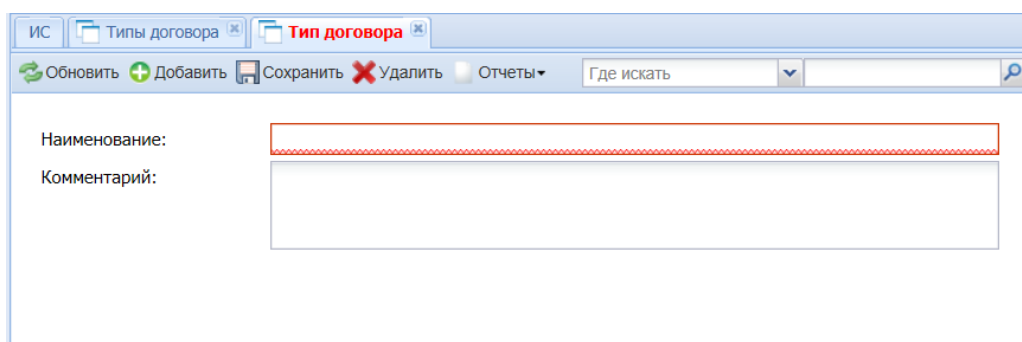 ИС Типы договора Тип договора
Обновить Добавить Сохранить Удалить Отчеты Где искать
Наименование:
Комментарий: